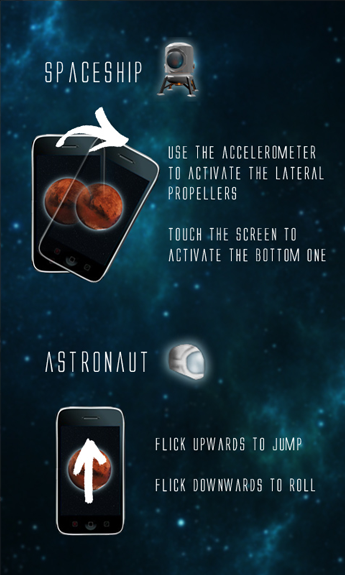 SPACESHIP
USE THE ACCELEROMETER
TO ACTIVATE THE LATERAL
PROPELLERS
TOUCH THE SCREEN TO
ACTIVATE THE BOTTOM ONE
ASTRONAUT
FLICK UPWARDS TO JUMP
FLICK DOWNWARDS TO ROLL